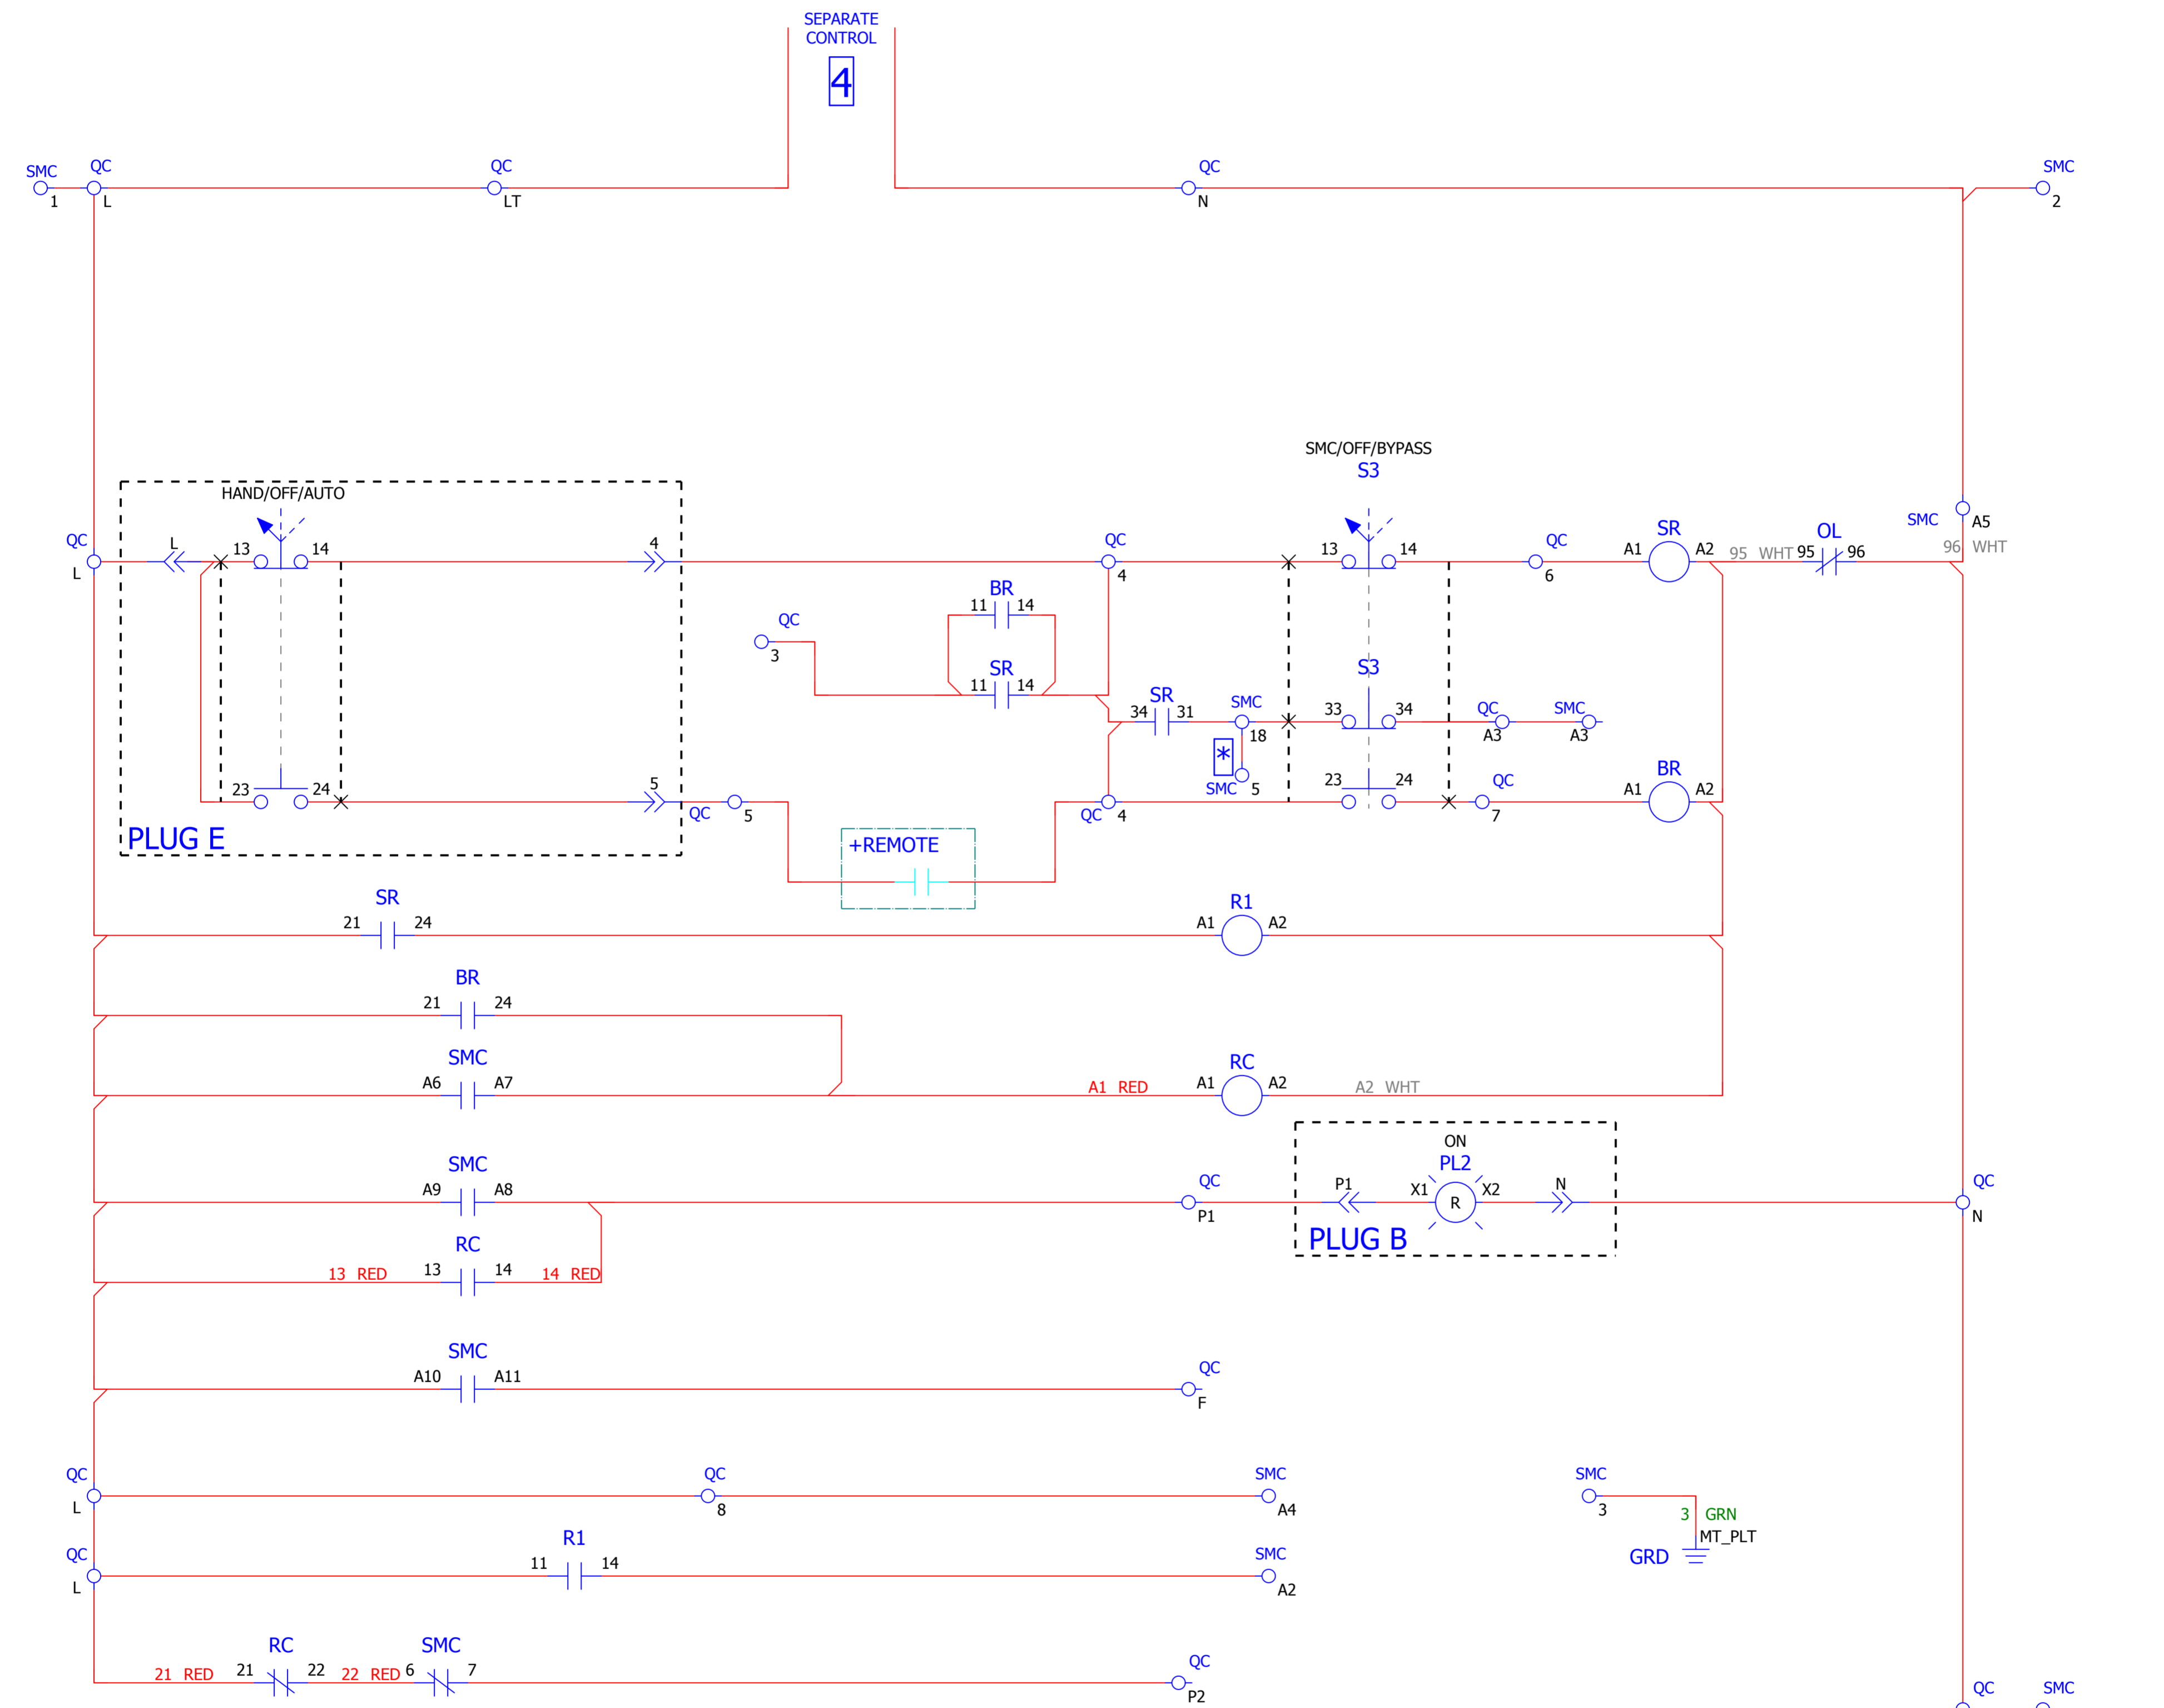 SEPARATE
CONTROL
4
SMC
1
QC
L
QC
LT
QC
N
SMC
2
SMC/OFF/BYPASS
S3
HAND/OFF/AUTO
QC
L
L
13
14
4
QC
4
13
14
QC
6
SR
A1
A2
95 WHT
OL
95
96
SMC
A5
96 WHT
BR
11
14
QC
3
SR
11
14
SR
34
31
SMC
18
S3
33
34
QC
A3
SMC
A3
*
SMC
5
23
24
5
QC
5
QC
4
23
24
QC
7
BR
A1
A2
PLUG E
+REMOTE
SR
21
24
R1
A1
A2
BR
21
24
SMC
A6
A7
A1 RED
RC
A1
A2
A2 WHT
ON
PL2
SMC
A9
A8
QC
P1
P1
X1
R
X2
N
QC
N
PLUG B
RC
13 RED
13
14
14 RED
SMC
A10
A11
QC
F
QC
L
QC
8
SMC
A4
SMC
3
3 GRN
MT_PLT
GRD
QC
L
R1
11
14
SMC
A2
RC
21 RED
21
22
22 RED
SMC
6
7
QC
P2
QC
SMC